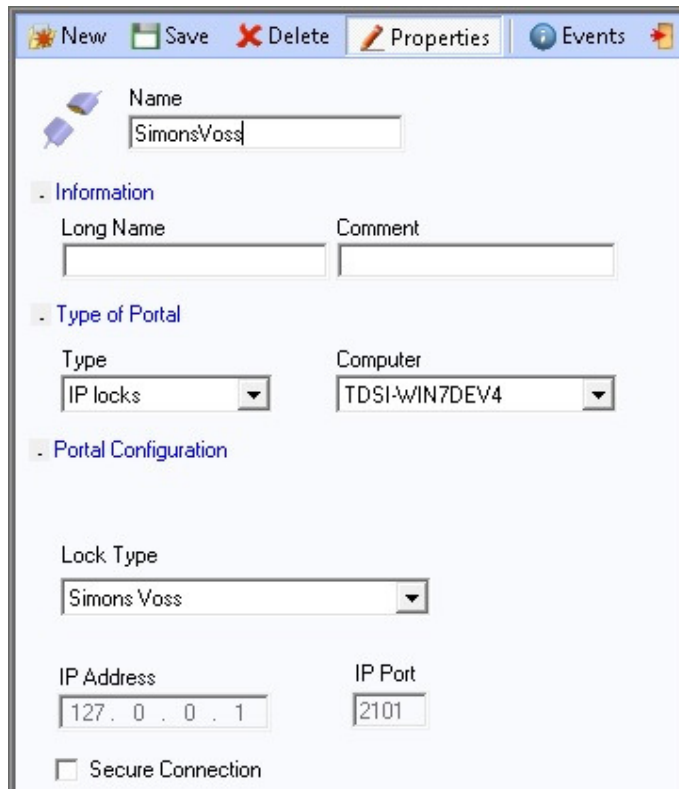 New Save Delete Properties Events
Name
SimonsVoss
- Information
Long Name Comment
- Type of Portal
Type Computer
IP locks TDSI-WIN7DEV4
- Portal Configuration
Lock Type
Simons Voss
IP Address IP Port
127 . 0 . 0 . 1 2101
Secure Connection